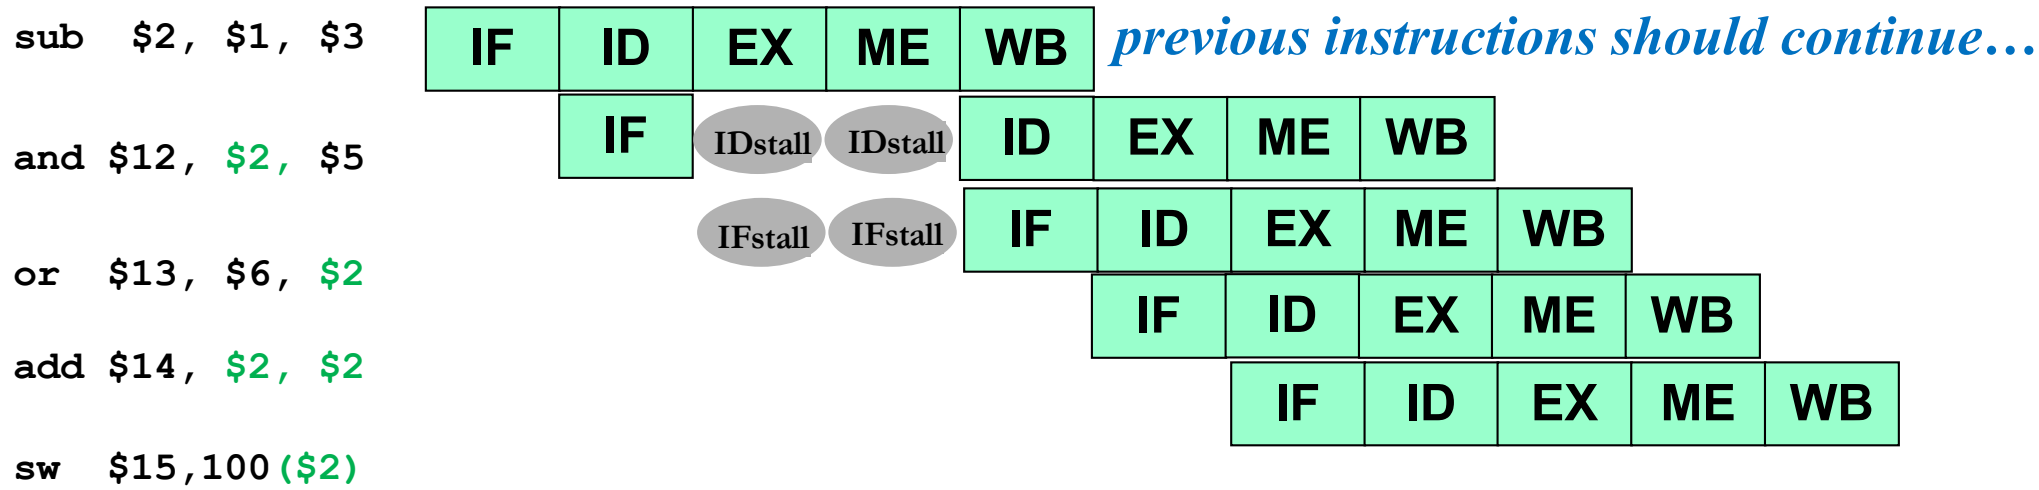 sub $2, $1, $3 IF ID EX ME WB previous instructions should continue…
and $12, $2, $5 IF IDstall IDstall ID EX ME WB
or $13, $6, $2 IFstall IFstall IF ID EX ME WB
add $14, $2, $2 IF ID EX ME WB
sw $15,100($2) IF ID EX ME WB